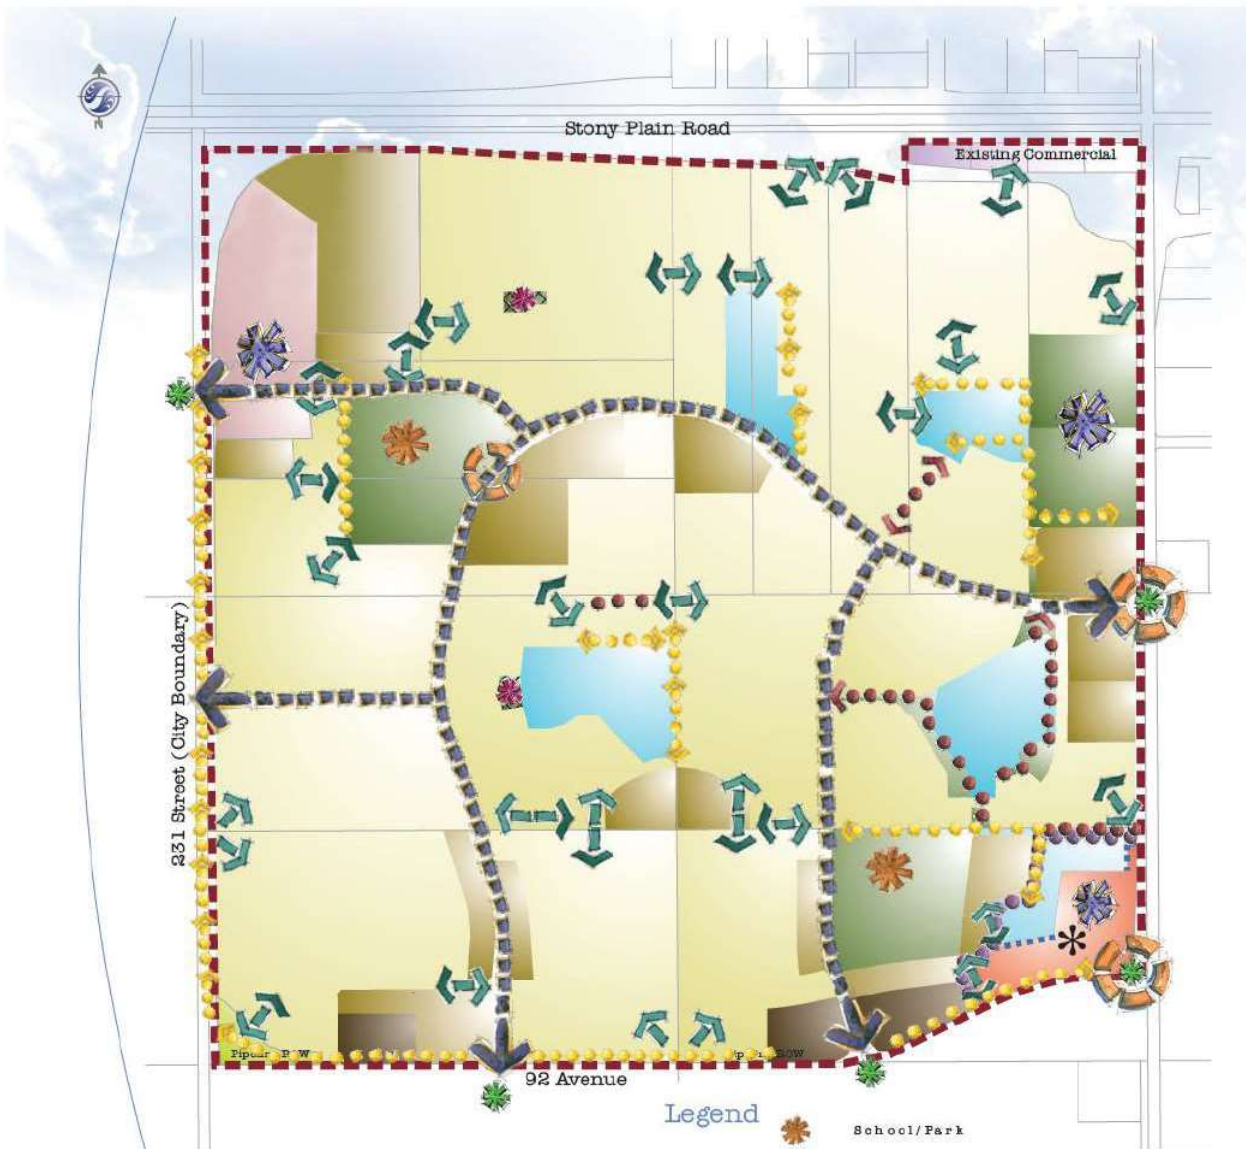 N
Stony Plain Road
Existing Commercial
231 Street (City Boundary)
92 Avenue
Legend
School/Park